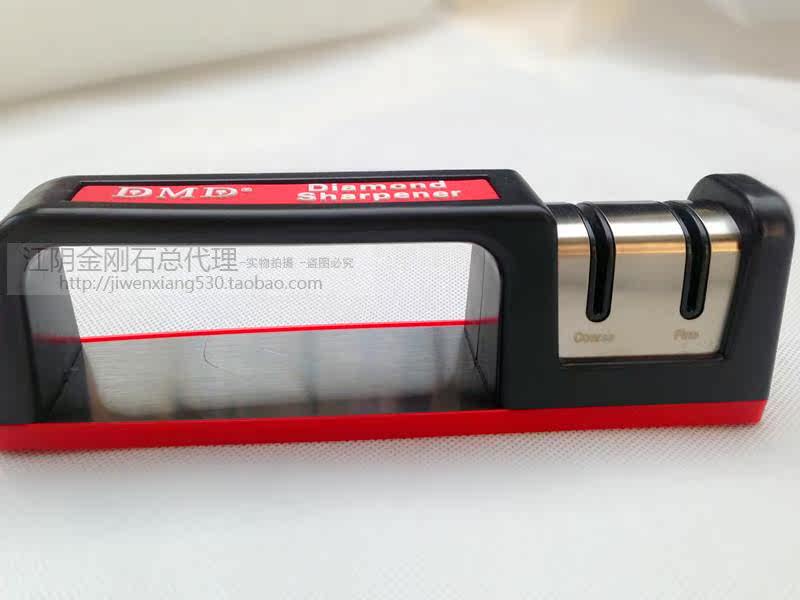 DMD®
Diamond
Sharpener
江阴金刚石总代理-实物拍摄 -盗图必究
http://jiwenxiang530.taobao.com
Coarse Fine